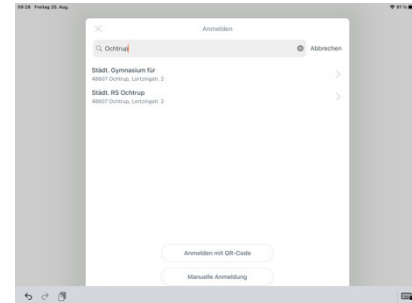 09:28 Freitag 20. Aug.
91 %
Anmelden
Ochtrup
Abbrechen
Städt. Gymnasium für
48607 Ochtrup, Lortzingstr. 2
Städt. RS Ochtrup
48607 Ochtrup, Lortzingstr. 2
Anmelden mit QR-Code
Manuelle Anmeldung